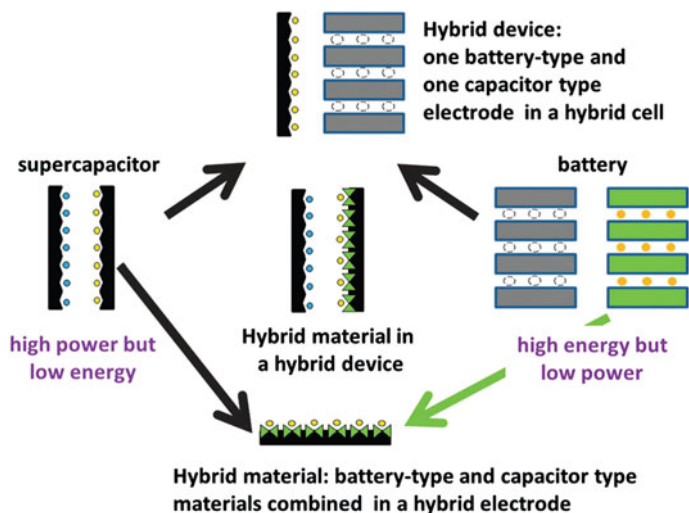 Hybrid device:
one battery-type and
one capacitor type
electrode in a hybrid cell
supercapacitor
battery
high power but
low energy
Hybrid material in
a hybrid device
high energy but
low power
Hybrid material: battery-type and capacitor type
materials combined in a hybrid electrode